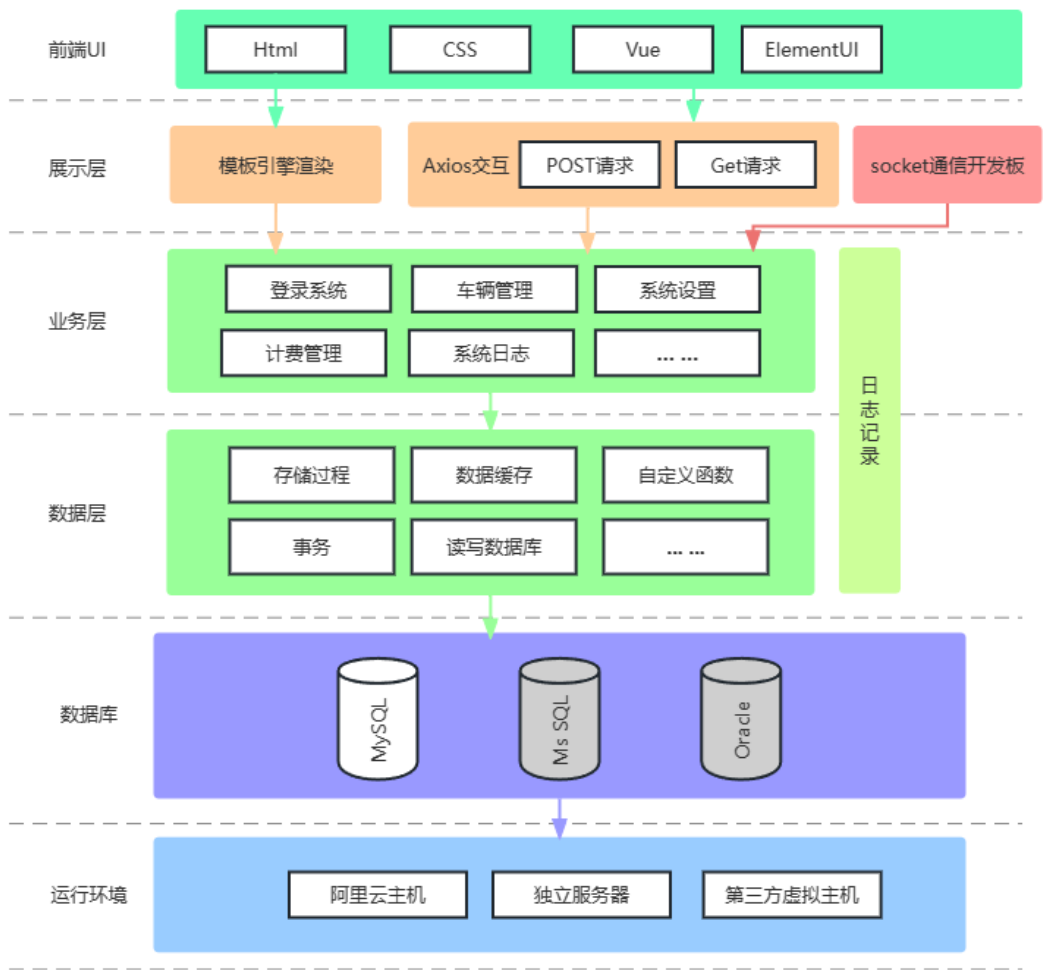 前端UI
Html
CSS
Vue
ElementUI
展示层
模板引擎渲染
Axios交互
POST请求
Get请求
socket通信开发板
业务层
登录系统
车辆管理
系统设置
计费管理
系统日志
... ...
日志记录
数据层
存储过程
数据缓存
自定义函数
事务
读写数据库
... ...
数据库
MySQL
Ms SQL
Oracle
运行环境
阿里云主机
独立服务器
第三方虚拟主机